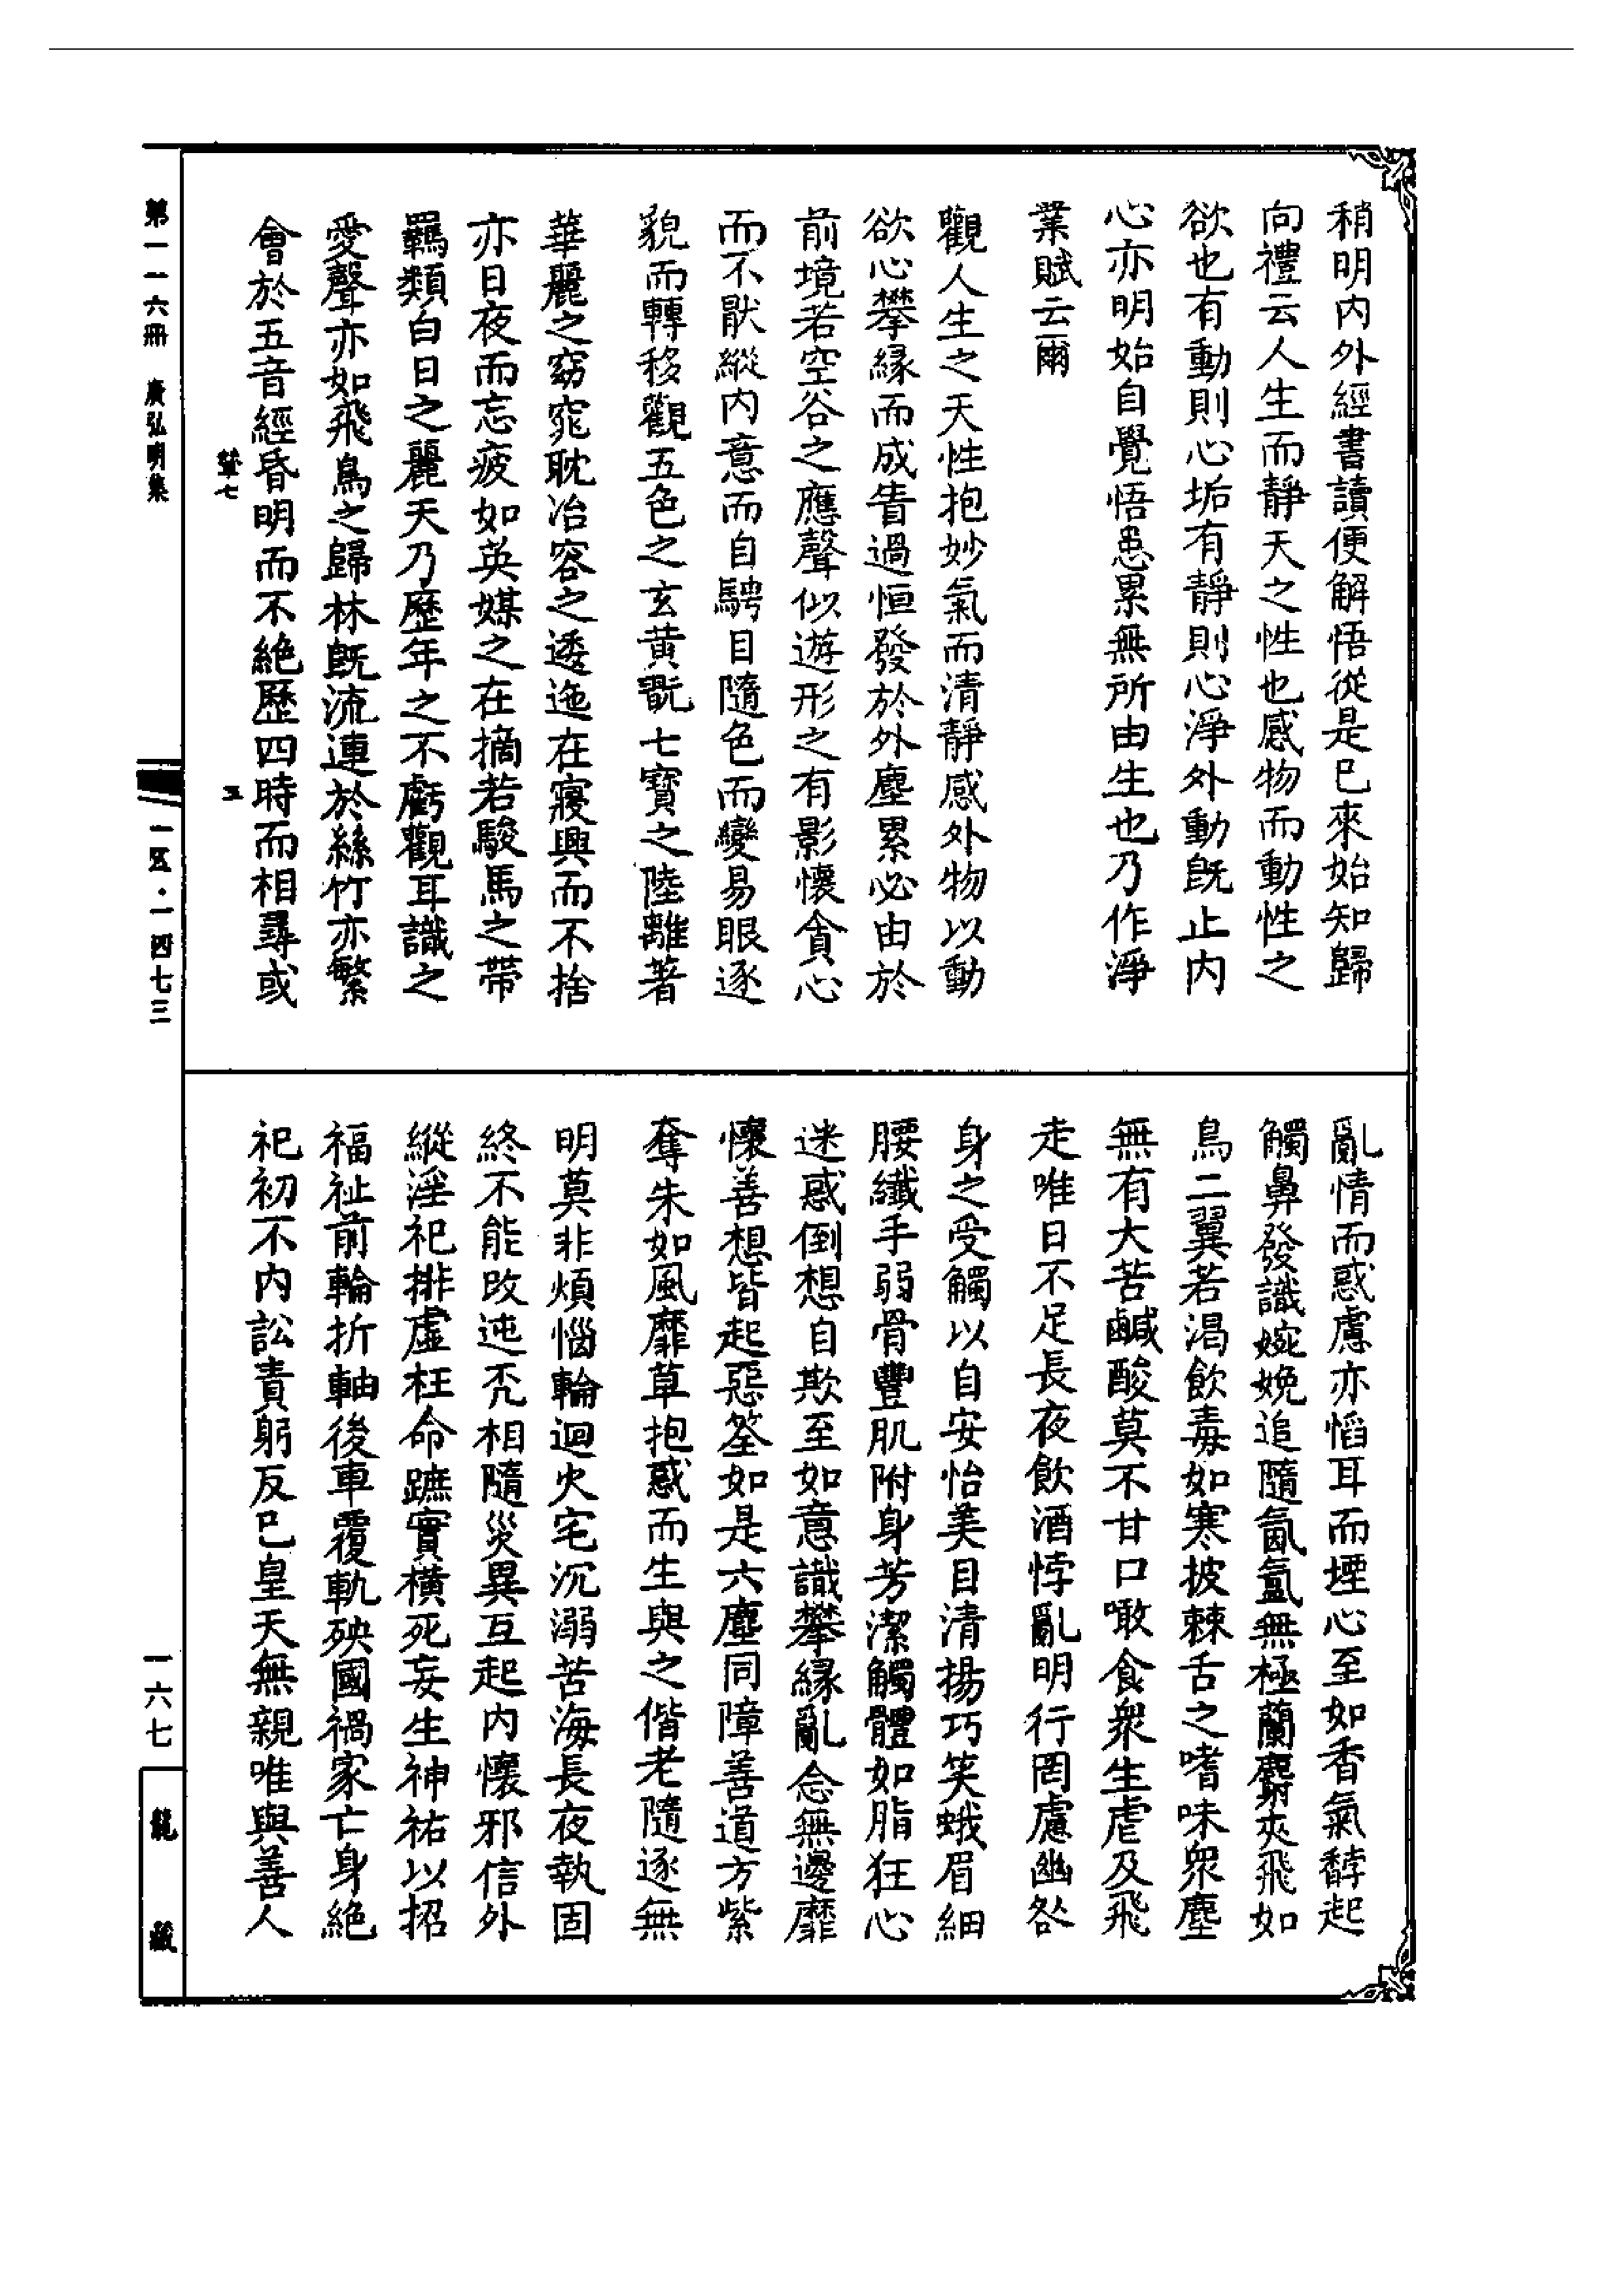 稍明内外經書讀便解悟從是已來始知歸
向禮云人生而靜天之性也感物而動性之
欲也有動則心垢有靜則心淨外動旣止内
心亦明始自覺悟患累無所由生也乃作淨
業賦云爾
觀人生之天性抱妙氣而清靜感外物以動
欲心攀緣而成眚過恒發於外塵累必由於
前境若空谷之應聲似遊形之有影懷貪心
而不猒縱内意而自騁目隨色而變易眼逐
貌而轉移觀五色之玄黄翫七寶之陸離著
華麗之窈窕耽冶容之逶迤在寢興而不捨
亦日夜而忘疲如英媒之在摘若駿馬之帶
羈類白日之麗天乃歷年之不虧觀耳識之
愛聲亦如飛鳥之歸林旣流連於絲竹亦繁
會於五音經昏明而不絶歷四時而相尋或
亂情而惑慮亦慆耳而堙心至如香氣馞起
觸鼻發識婉娩追隨氤氳無極蘭麝夾飛如
鳥二翼若渴飲毒如寒披棘舌之嗜味衆塵
無有大苦鹹酸莫不甘口噉食衆生虐及飛
走唯日不足長夜飲酒悖亂明行罔慮幽咎
身之受觸以自安怡美目清揚巧笑蛾眉細
腰纖手弱骨豐肌附身芳潔觸體如脂狂心
迷惑倒想自欺至如意識攀緣亂念無邊靡
懷善想皆起惡筌如是六塵同障善道方紫
奪朱如風靡草抱惑而生與之偕老隨逐無
明莫非煩惱輪迴火宅沉溺苦海長夜執固
終不能改迍㐬相隨災異互起内懷邪信外
縱淫祀排虚枉命蹠實横死妄生神祐以招
福祉前輪折軸後車覆軌殃國禍家亡身絶
祀初不内訟責躬反已皇天無親唯與善人
第一一六冊 廣弘明集
輦七
五
一五·一四七三
一六七
龍藏